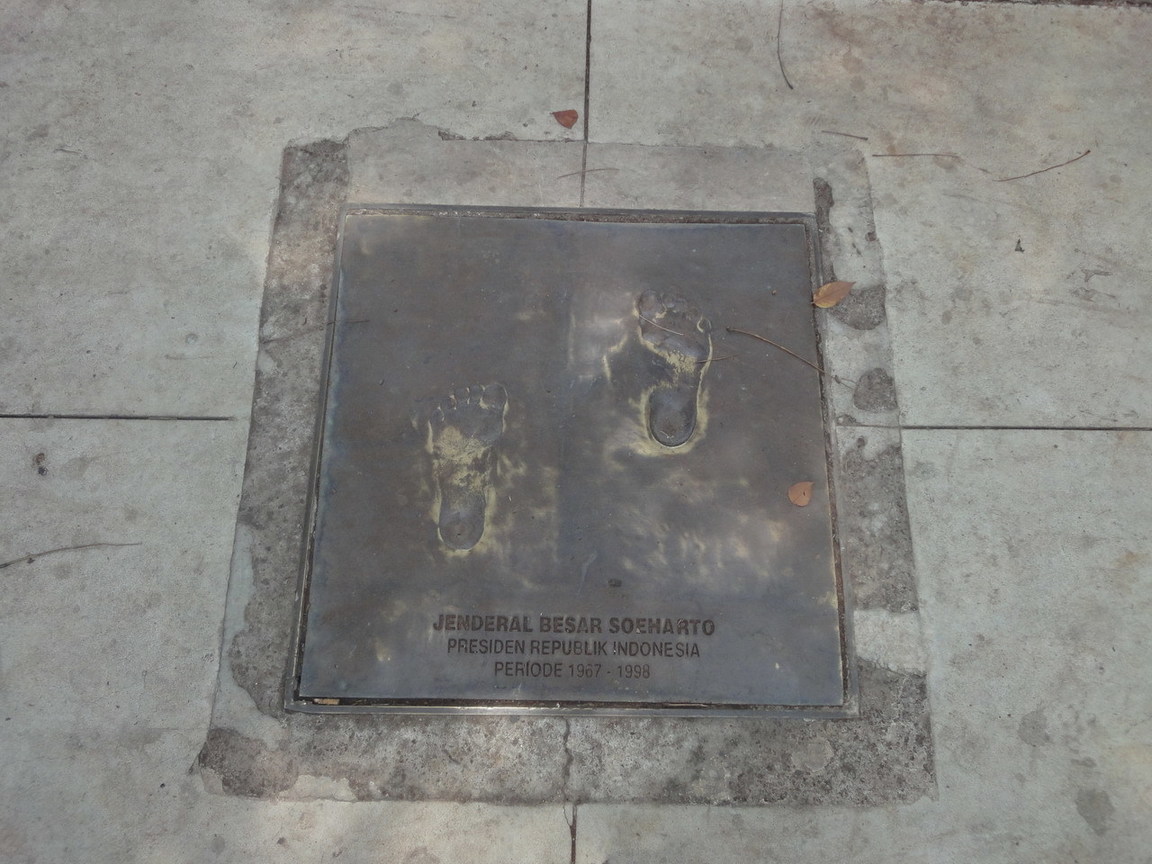 JENDERAL BESAR SOEHARTO
PRESIDEN REPUBLIK INDONESIA
PERIODE 1967 - 1998